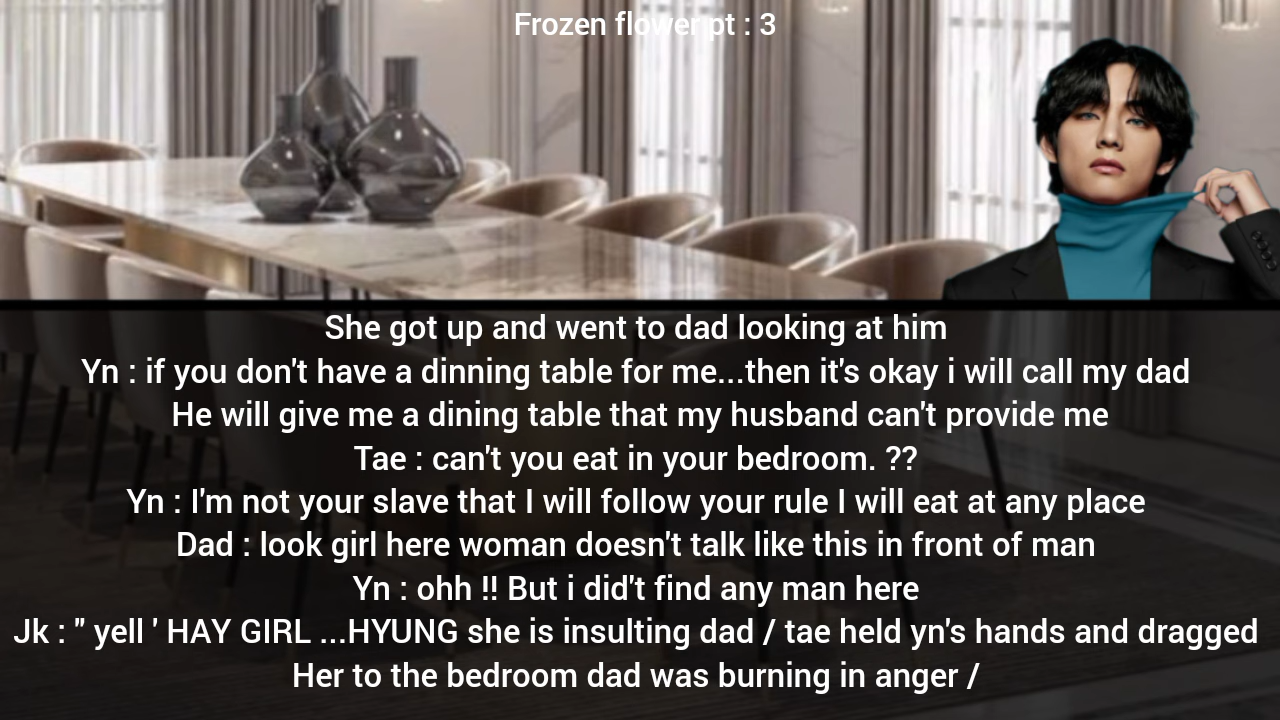 Frozen flower pt : 3
She got up and went to dad looking at him
Yn : if you don't have a dinning table for me...then it's okay i will call my dad
He will give me a dining table that my husband can't provide me
Tae : can't you eat in your bedroom. ??
Yn : I'm not your slave that I will follow your rule I will eat at any place
Dad : look girl here woman doesn't talk like this in front of man
Yn : ohh !! But i did't find any man here
Jk : " yell ' HAY GIRL ...HYUNG she is insulting dad / tae held yn's hands and dragged
Her to the bedroom dad was burning in anger /